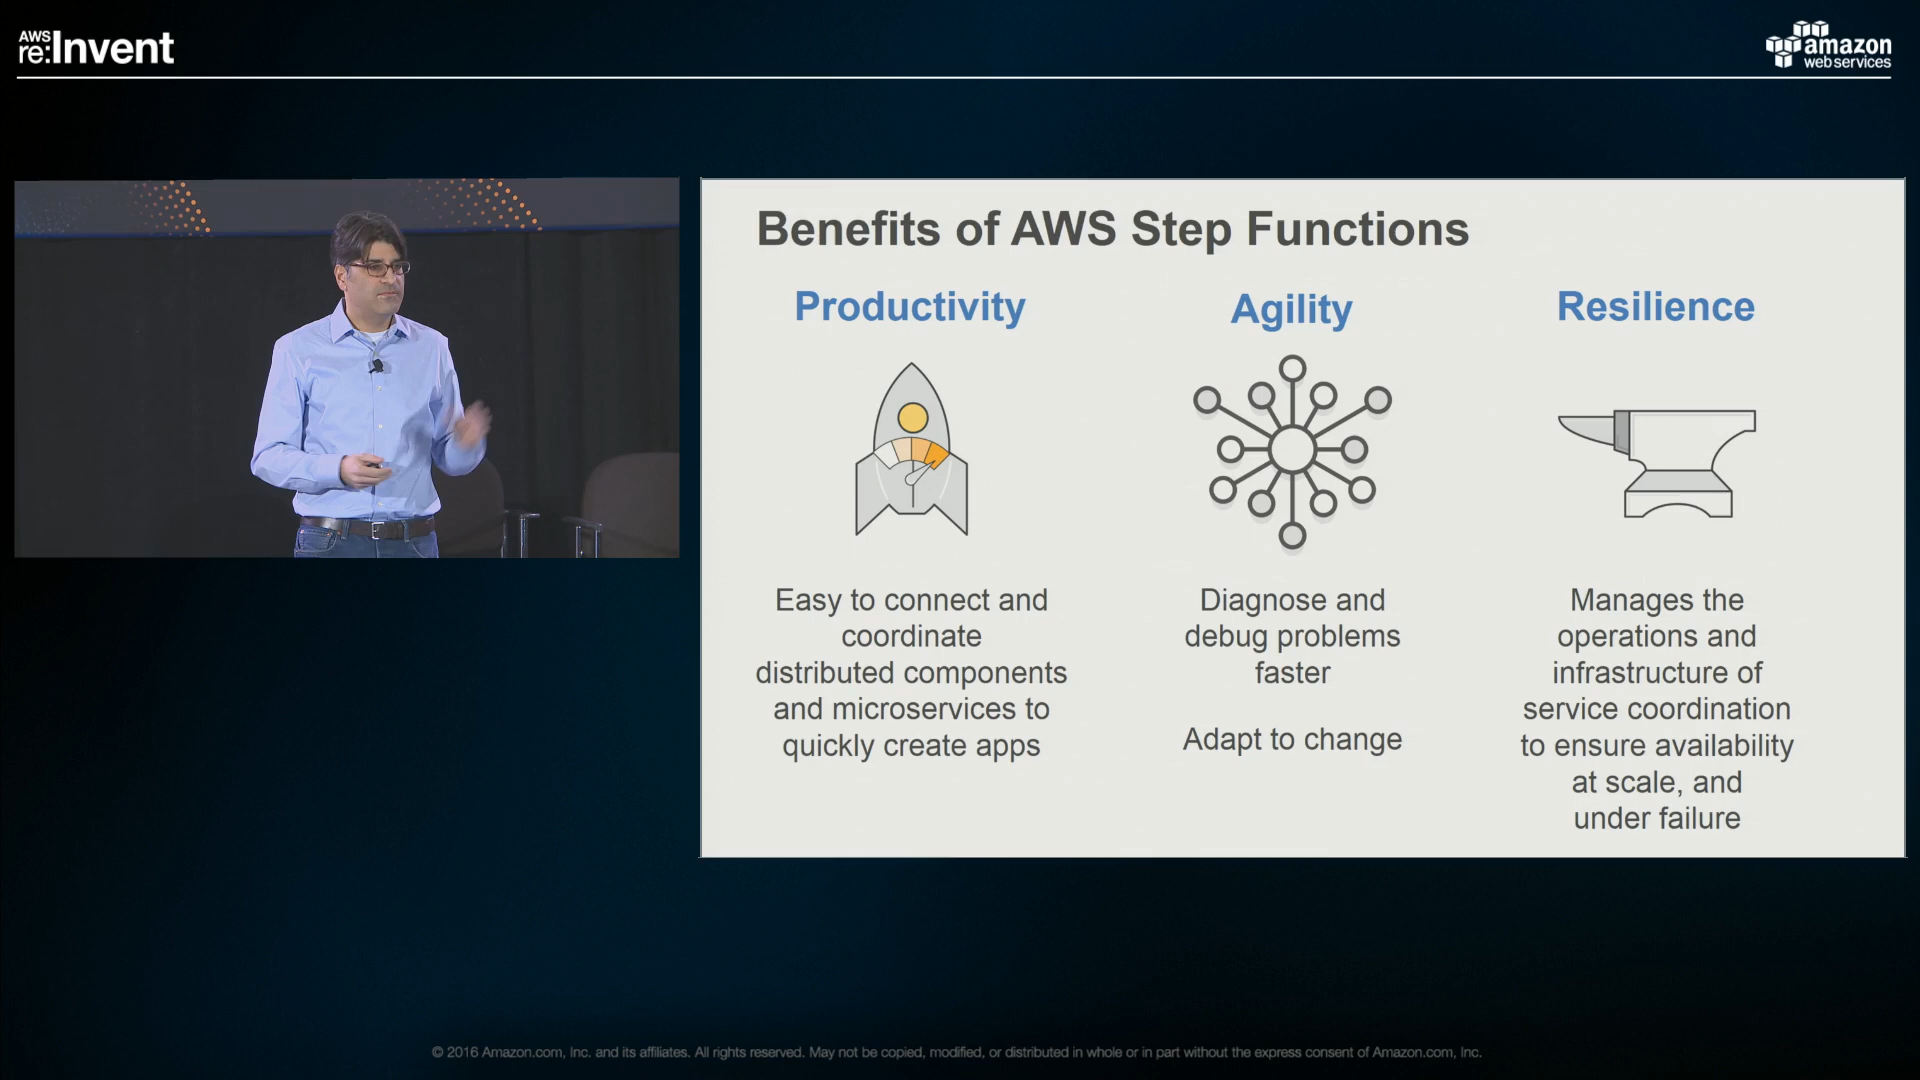 AWS
re:Invent
amazon
webservices
Benefits of AWS Step Functions
Productivity
Agility
Resilience
Easy to connect and
coordinate
distributed components
and microservices to
quickly create apps
Diagnose and
debug problems
faster
Adapt to change
Manages the
operations and
infrastructure of
service coordination
to ensure availability
at scale, and
under failure
© 2016 Amazon.com, Inc. and its affiliates. All rights reserved. May not be copied, modified, or distributed in whole or in part without the express consent of Amazon.com, Inc.